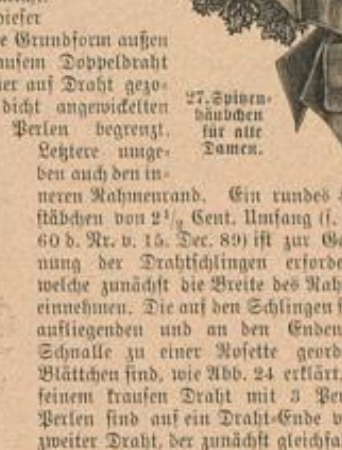 dieser
e Grundform außen
ausem Doppeldraht
er auf Draht gezo-
dicht angewickelten
Perlen begrenzt.
Letztere umge-
ben auch den in-
neren Rahmenrand. Ein rundes
stäbchen von 2½ Cent. Umfang (s.
60 d. Nr. v. 15. Dec. 89) ist zur
nung der Drahtschlingen erforde
welche zunächst die Breite des Rah
einnehmen. Die auf den Schlingen
aufliegenden und an den Enden
Schnalle zu einer Rosette geord
Blättchen sind, wie Abb. 24 erklärt,
feinem krausen Draht mit 3 Per
Perlen sind auf ein Draht-Ende
zweiter Draht, der zunächst gleichfa
27. Spitzen-
häubchen
für alte
Damen.